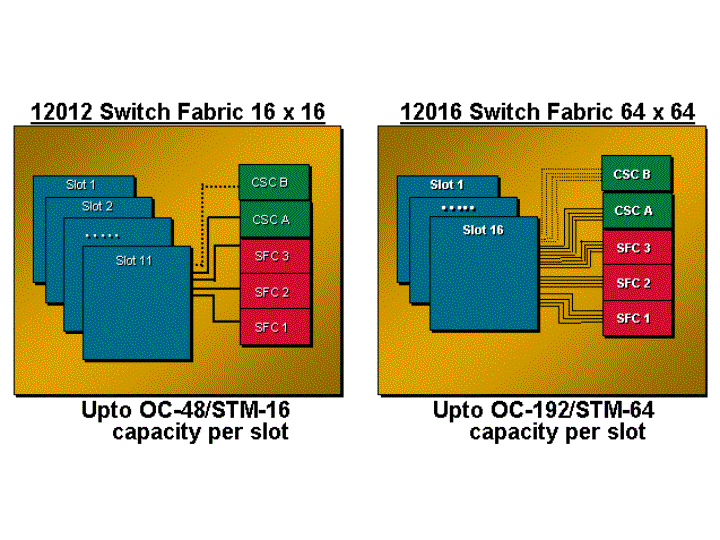 12012 Switch Fabric 16 x 16
Slot 1
Slot 2
.....
Slot 11
CSC B
CSC A
SFC 3
SFC 2
SFC 1
Upto OC-48/STM-16
capacity per slot
12016 Switch Fabric 64 x 64
Slot 1
.....
Slot 16
CSC B
CSC A
SFC 3
SFC 2
SFC 1
Upto OC-192/STM-64
capacity per slot